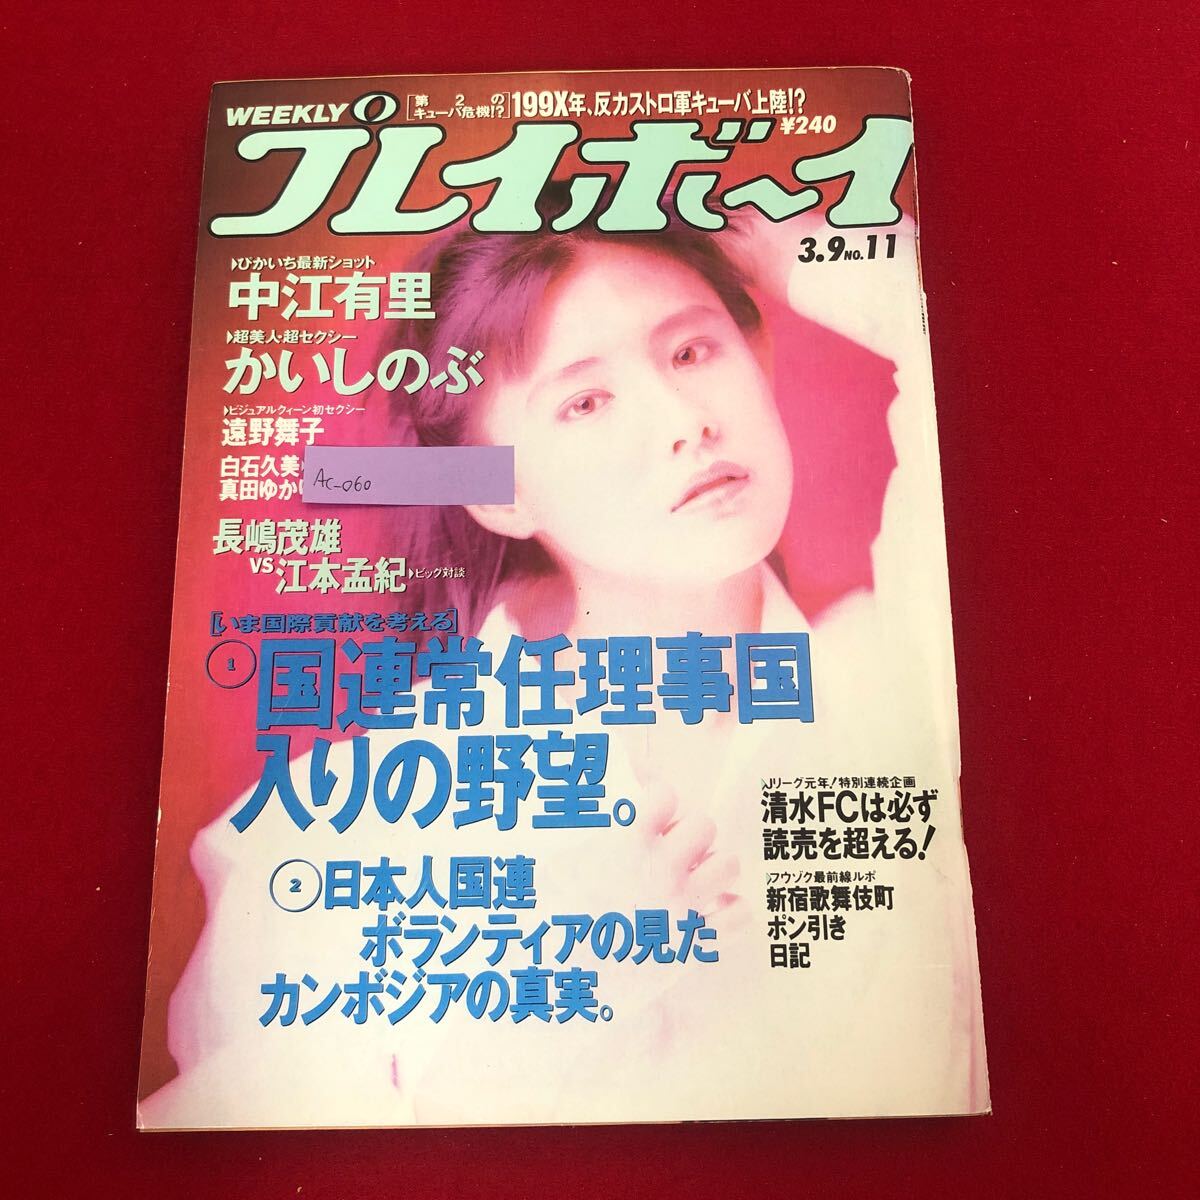 WEEKLY
[第2のキューバ危機!?]199X年、反カストロ軍キューバ上陸!?
¥240
プレイボーイ
3.9 NO.11
ぴかいち最新ショット
中江有里
超美人・超セクシー
かいしのぶ
ビジュアルクィーン初セクシー
遠野舞子
白石久美
真田ゆかり
AC-060
長嶋茂雄
VS江本孟紀 ビッグ対談
[いま国際貢献を考える]
1 国連常任理事国
入りの野望。
2 日本人国連
ボランティアの見た
カンボジアの真実。
Jリーグ元年!特別連続企画
清水FCは必ず
読売を超える!
フウゾク最前線ルポ
新宿歌舞伎町
ポン引き
日記